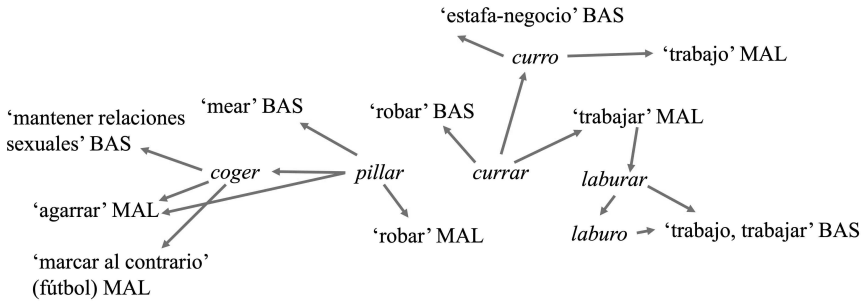 ‘estafa-negocio’ BAS
curro
‘trabajo’ MAL
‘mantener relaciones
sexuales’ BAS
‘mear’ BAS
‘robar’ BAS
‘trabajar’ MAL
coger
pillar
currar
laburar
‘agarrar’ MAL
‘robar’ MAL
laburo
‘trabajo, trabajar’ BAS
‘marcar al contrario’
(fútbol) MAL